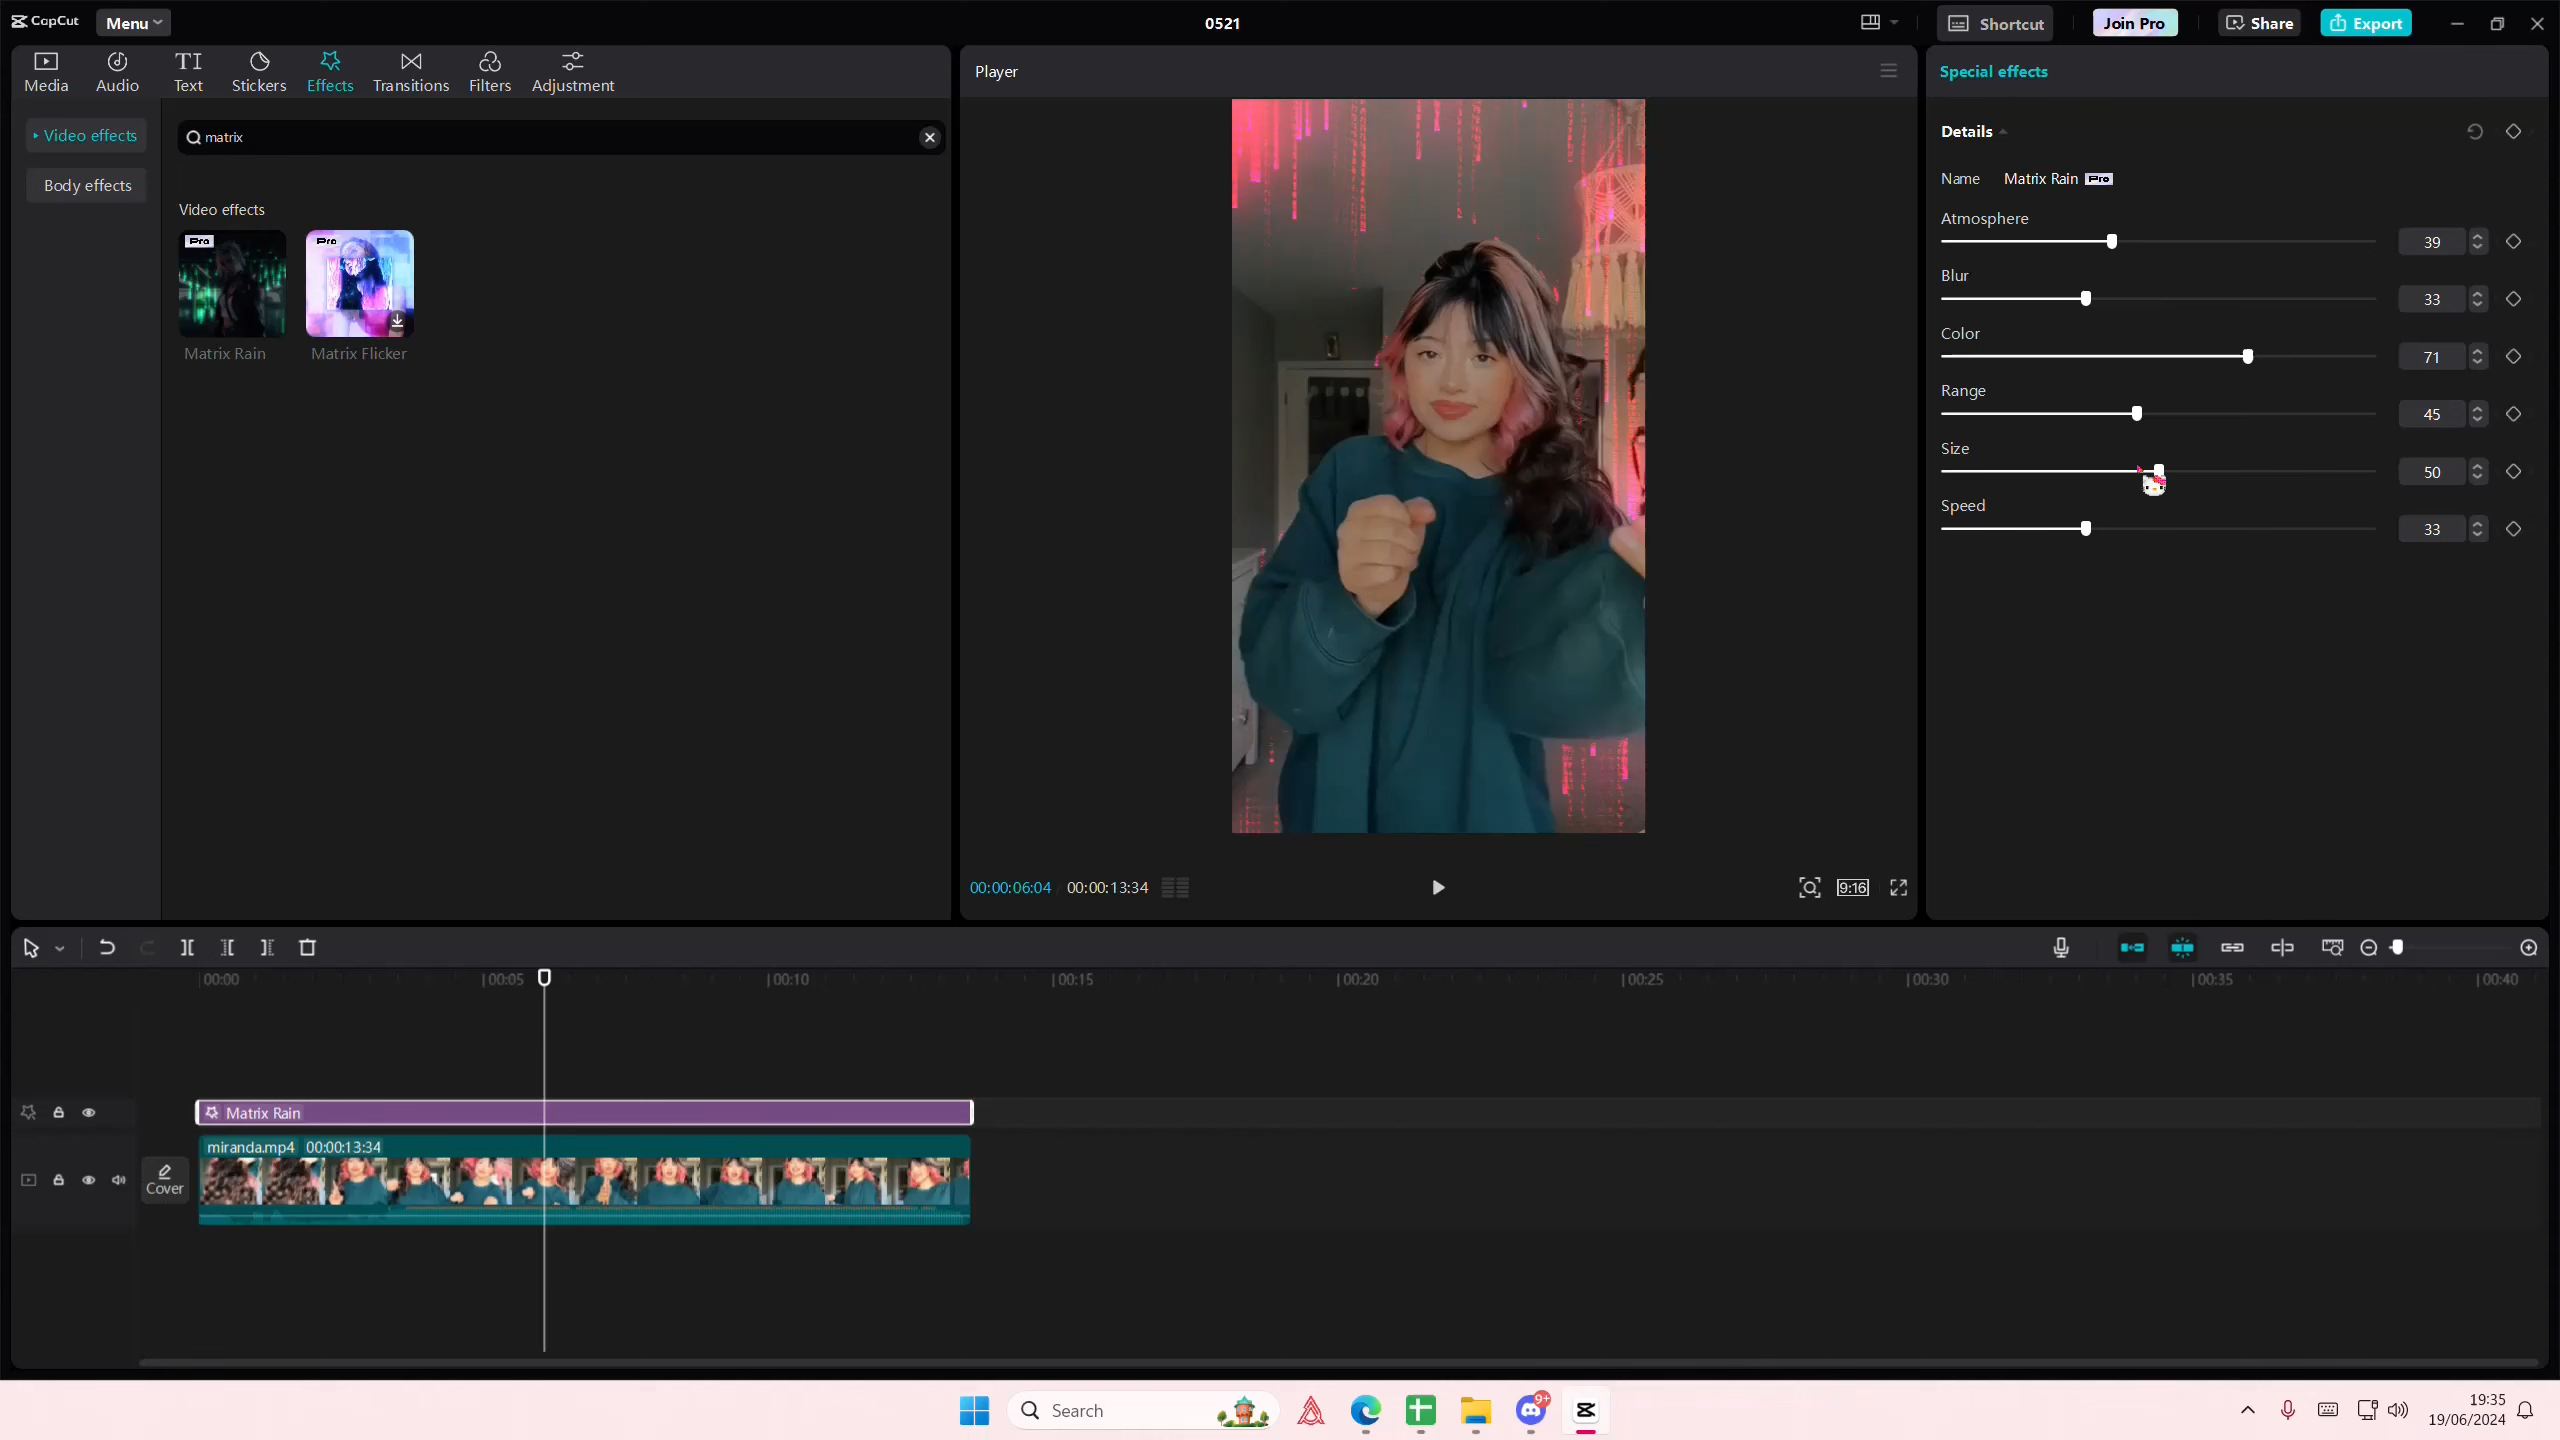 CapCut
Menu
0521
Shortcut
Join Pro
Share
Export
Media
Audio
TI
Text
Stickers
Effects
Transitions
Filters
Adjustment
Video effects
Body effects
matrix
Video effects
Pro
Matrix Rain
Pro
Matrix Flicker
Player
00:00:06:04
00:00:13:34
9:16
Special effects
Details
Name Matrix Rain Pro
Atmosphere
39
Blur
33
Color
71
Range
45
Size
50
Speed
33
00:00
00:05
00:10
00:15
00:20
00:25
00:30
00:35
00:40
Matrix Rain
miranda.mp4 00:00:13:34
Cover
Search
9+
19:35
19/06/2024